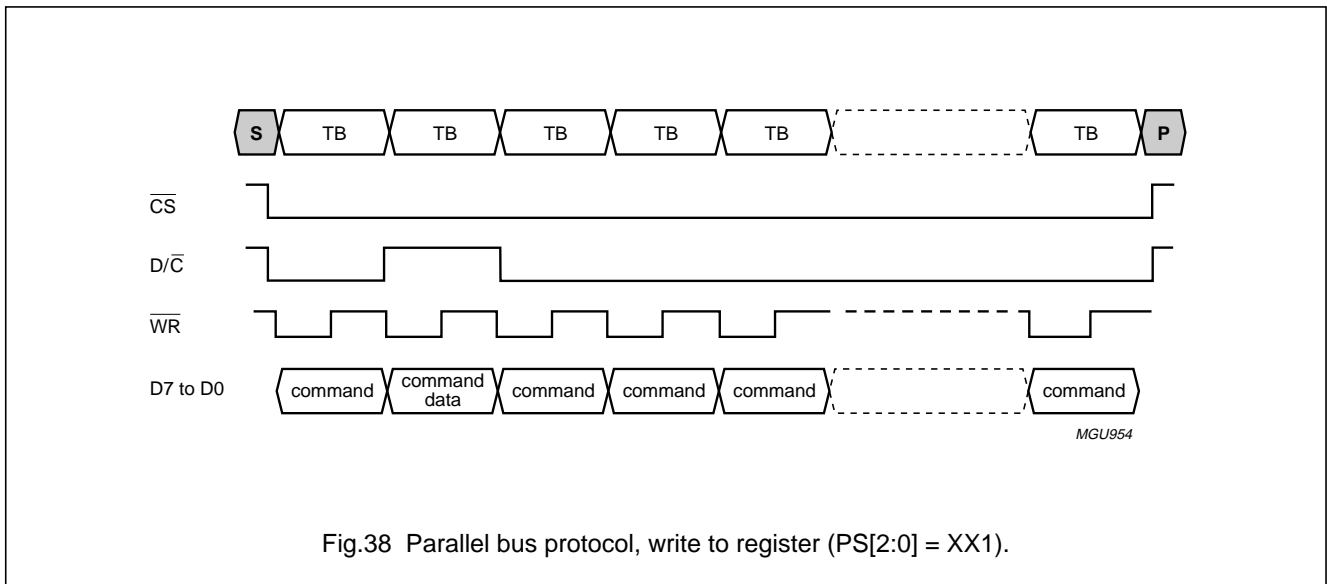 S TB TB TB TB TB TB P
CS
D/C
WR
D7 to D0 command command data command command command command
MGU954
Fig.38 Parallel bus protocol, write to register (PS[2:0] = XX1).